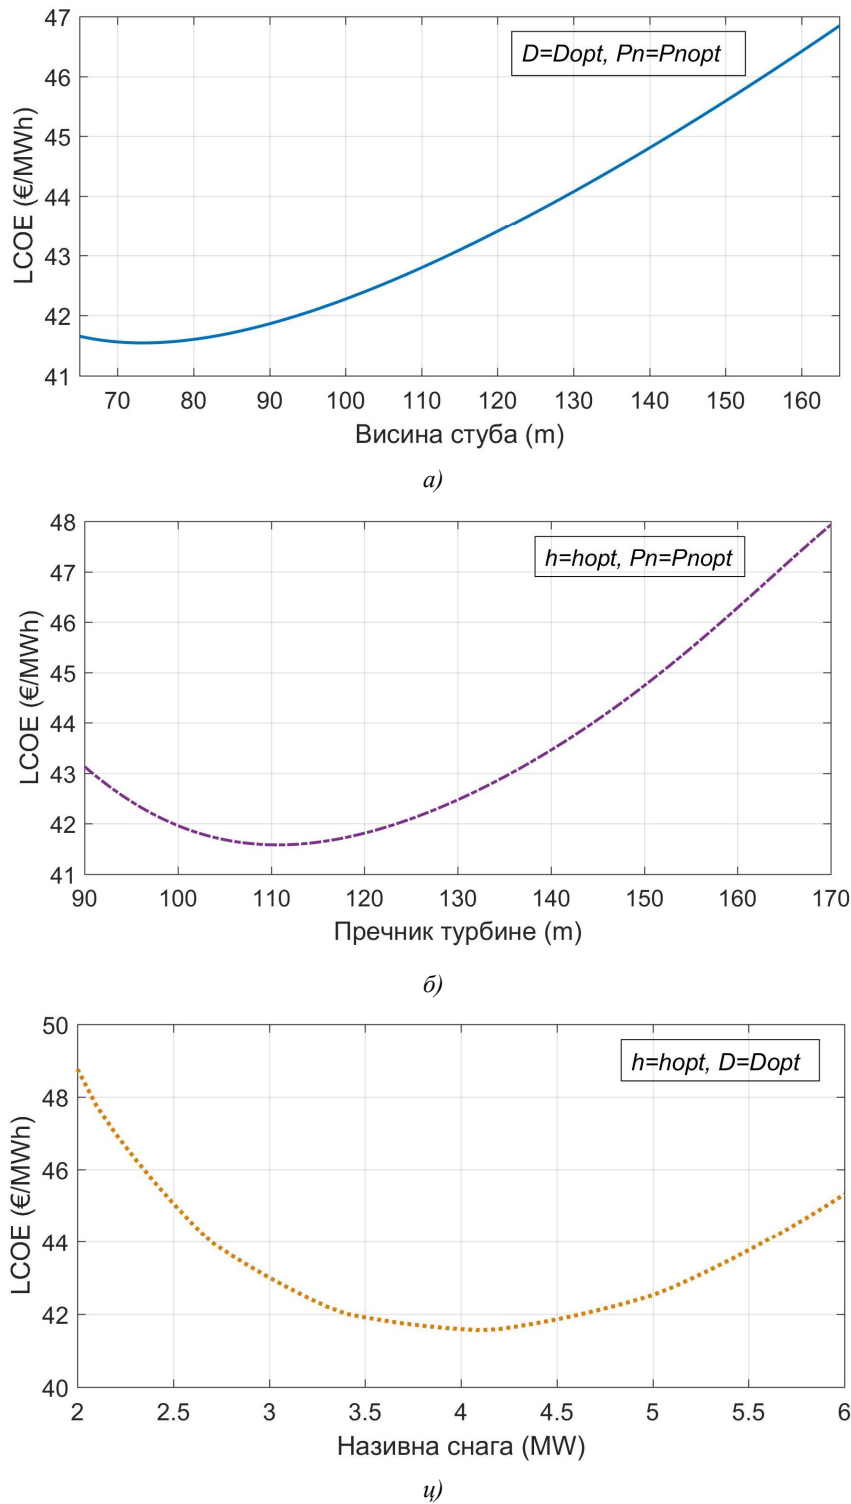 47
46
45
44
43
42
41
LCOE (€/MWh)
D=Dopt, Pn=Pnopt
70 80 90 100 110 120 130 140 150 160
Висина стуба (m)
а)
48
47
46
45
44
43
42
41
LCOE (€/MWh)
h=hopt, Pn=Pnopt
90 100 110 120 130 140 150 160 170
Пречник турбине (m)
б)
50
48
46
44
42
40
LCOE (€/MWh)
h=hopt, D=Dopt
2 2.5 3 3.5 4 4.5 5 5.5 6
Називна снага (MW)
ц)